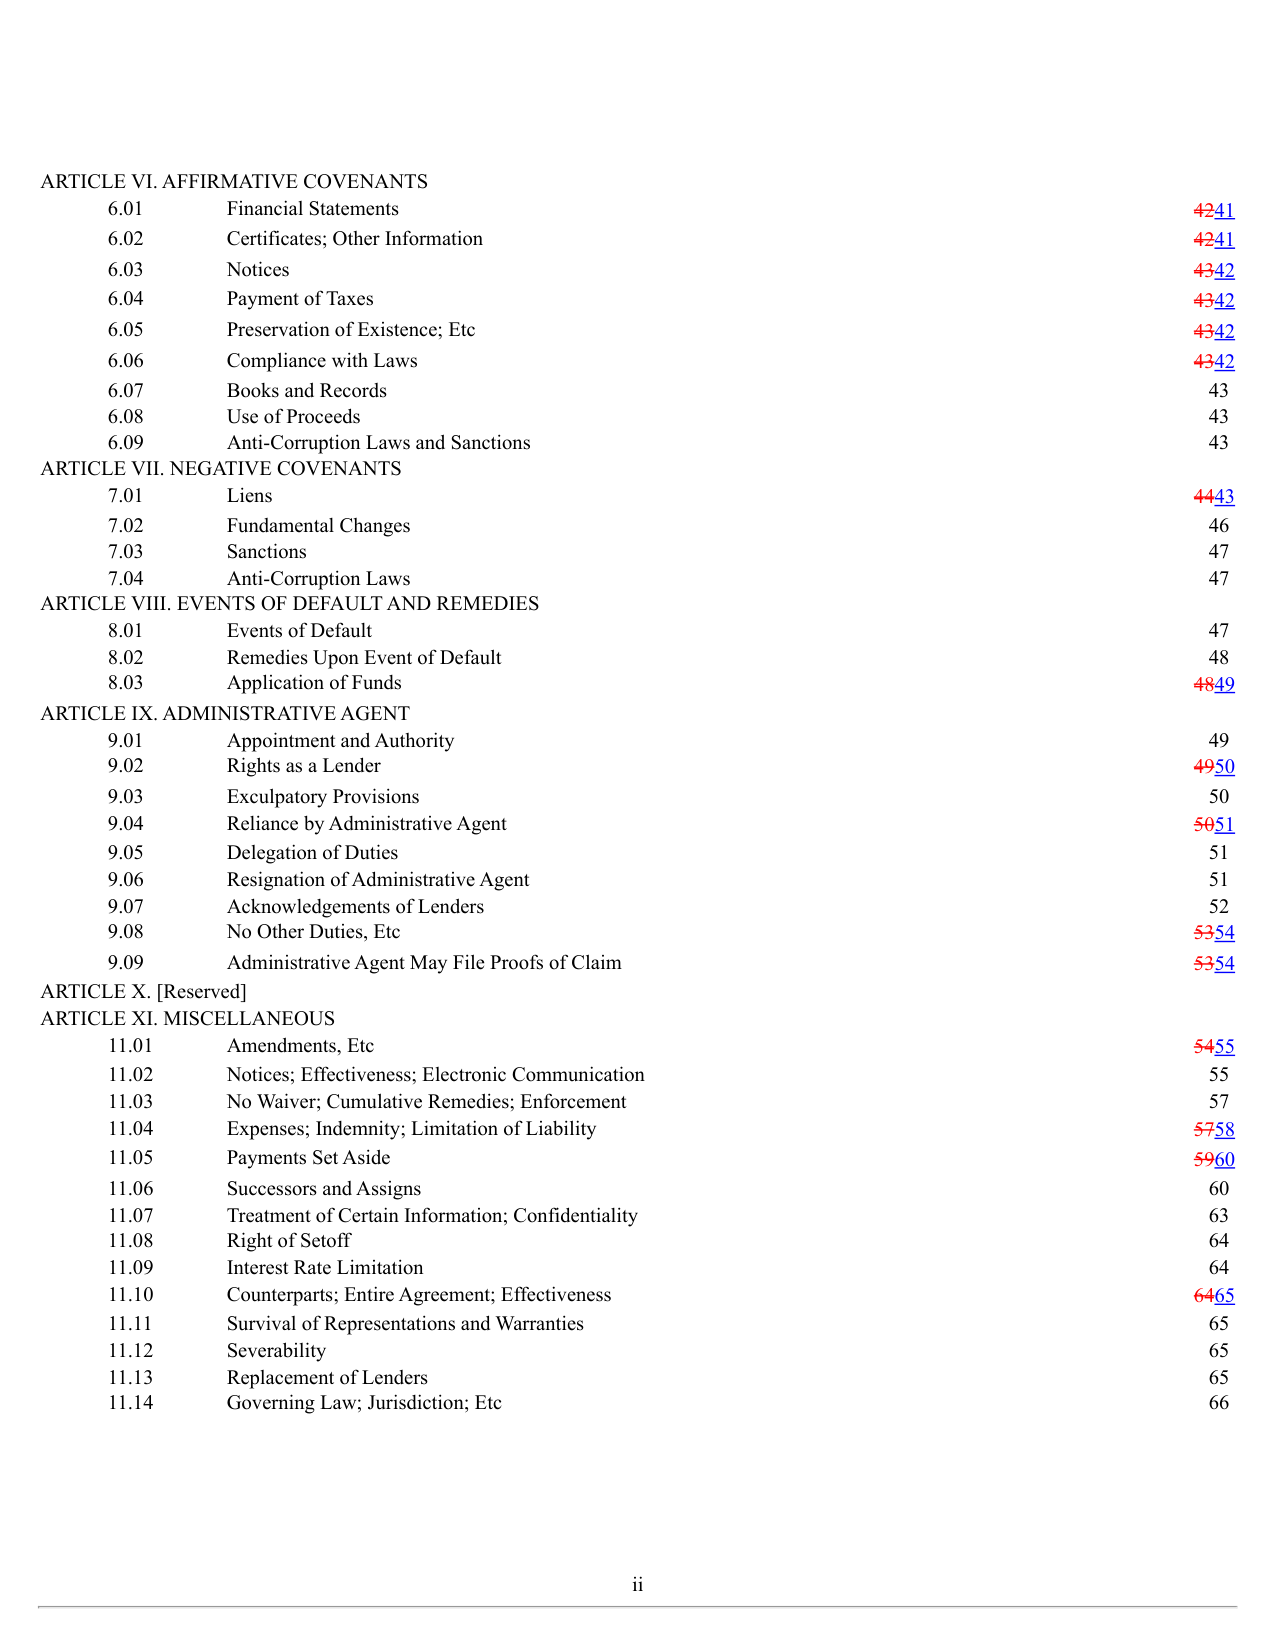 ARTICLE VI. AFFIRMATIVE COVENANTS
6.01 Financial Statements 4241
6.02 Certificates; Other Information 4241
6.03 Notices 4342
6.04 Payment of Taxes 4342
6.05 Preservation of Existence; Etc 4342
6.06 Compliance with Laws 4342
6.07 Books and Records 43
6.08 Use of Proceeds 43
6.09 Anti-Corruption Laws and Sanctions 43
ARTICLE VII. NEGATIVE COVENANTS
7.01 Liens 4443
7.02 Fundamental Changes 46
7.03 Sanctions 47
7.04 Anti-Corruption Laws 47
ARTICLE VIII. EVENTS OF DEFAULT AND REMEDIES
8.01 Events of Default 47
8.02 Remedies Upon Event of Default 48
8.03 Application of Funds 4849
ARTICLE IX. ADMINISTRATIVE AGENT
9.01 Appointment and Authority 49
9.02 Rights as a Lender 4950
9.03 Exculpatory Provisions 50
9.04 Reliance by Administrative Agent 5051
9.05 Delegation of Duties 51
9.06 Resignation of Administrative Agent 51
9.07 Acknowledgements of Lenders 52
9.08 No Other Duties, Etc 5354
9.09 Administrative Agent May File Proofs of Claim 5354
ARTICLE X. [Reserved]
ARTICLE XI. MISCELLANEOUS
11.01 Amendments, Etc 5455
11.02 Notices; Effectiveness; Electronic Communication 55
11.03 No Waiver; Cumulative Remedies; Enforcement 57
11.04 Expenses; Indemnity; Limitation of Liability 5758
11.05 Payments Set Aside 5960
11.06 Successors and Assigns 60
11.07 Treatment of Certain Information; Confidentiality 63
11.08 Right of Setoff 64
11.09 Interest Rate Limitation 64
11.10 Counterparts; Entire Agreement; Effectiveness 6465
11.11 Survival of Representations and Warranties 65
11.12 Severability 65
11.13 Replacement of Lenders 65
11.14 Governing Law; Jurisdiction; Etc 66
ii